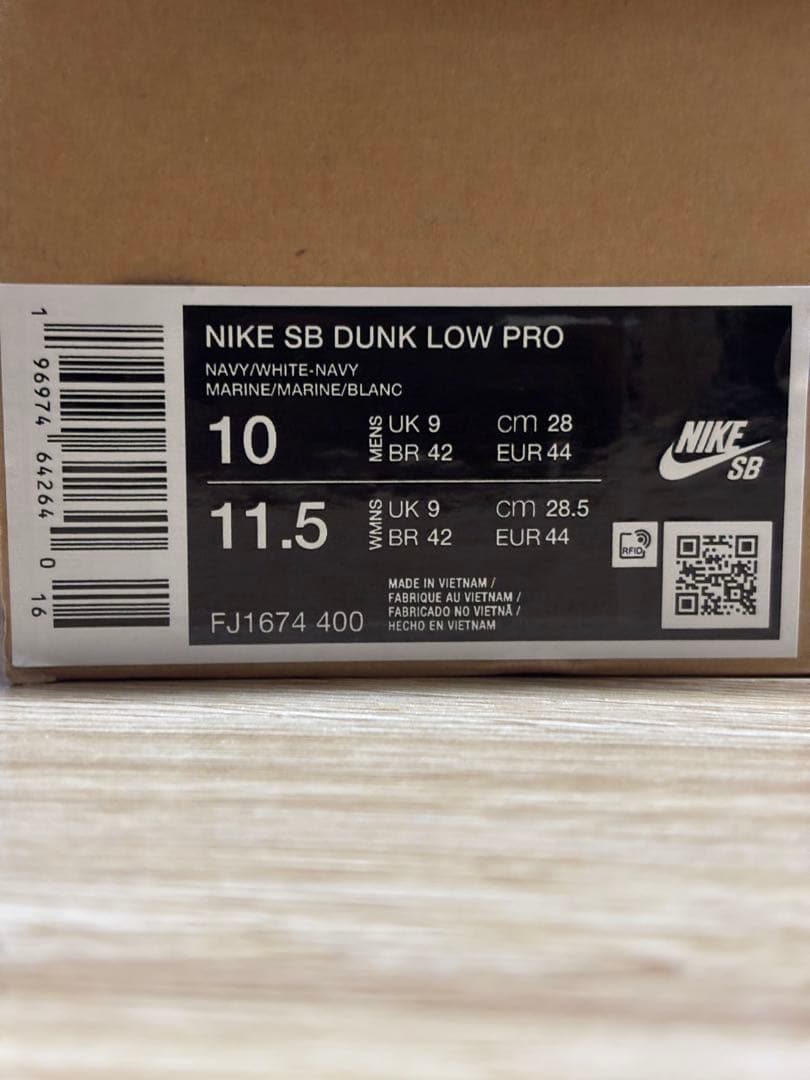 NIKE SB DUNK LOW PRO
NAVY/WHITE-NAVY
MARINE/MARINE/BLANC
10 MENS UK 9 cm 28
BR 42 EUR 44
11.5 WMNS UK 9 cm 28.5
BR 42 EUR 44
NIKE
SB
RFID
MADE IN VIETNAM /
FABRIQUE AU VIETNAM /
FABRICADO NO VIETNÃ /
HECHO EN VIETNAM
FJ1674 400
1 96974 64264 0 16